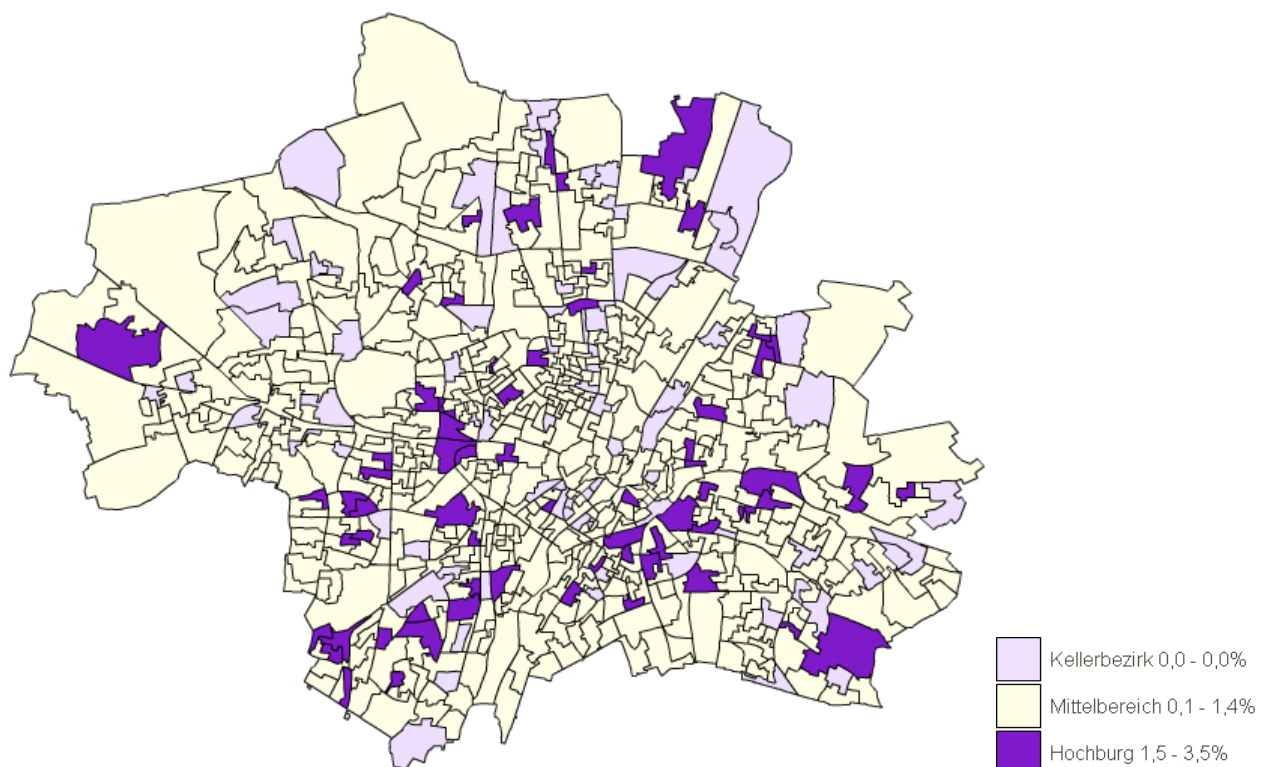 Kellerbezirk 0,0 - 0,0%
Mittelbereich 0,1 - 1,4%
Hochburg 1,5 - 3,5%